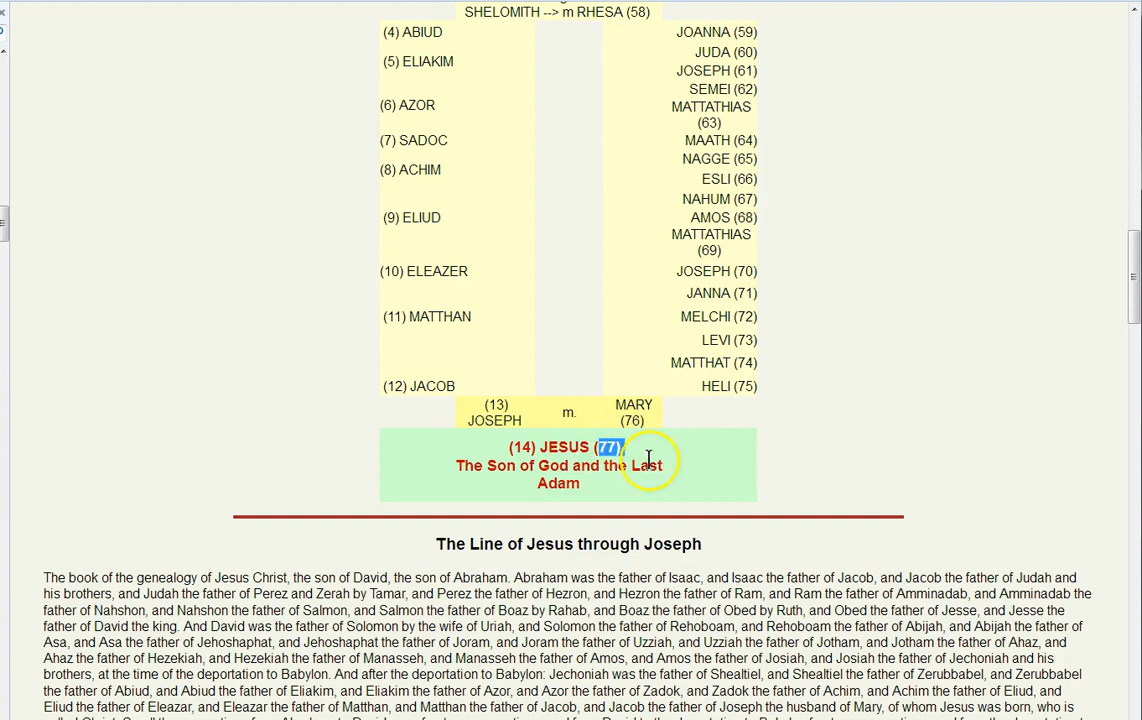 SHELOMITH --> m RHESA (58)
(4) ABIUD
JOANNA (59)
JUDA (60)
(5) ELIAKIM
JOSEPH (61)
SEMEI (62)
(6) AZOR
MATTATHIAS
(63)
(7) SADOC
MAATH (64)
NAGGE (65)
(8) ACHIM
ESLI (66)
NAHUM (67)
(9) ELIUD
AMOS (68)
MATTATHIAS
(69)
(10) ELEAZER
JOSEPH (70)
JANNA (71)
(11) MATTHAN
MELCHI (72)
LEVI (73)
MATTHAT (74)
(12) JACOB
HELI (75)
(13)
JOSEPH
m.
MARY
(76)
(14) JESUS (77)
The Son of God and the Last
Adam
The Line of Jesus through Joseph
The book of the genealogy of Jesus Christ, the son of David, the son of Abraham. Abraham was the father of Isaac, and Isaac the father of Jacob, and Jacob the father of Judah and
his brothers, and Judah the father of Perez and Zerah by Tamar, and Perez the father of Hezron, and Hezron the father of Ram, and Ram the father of Amminadab, and Amminadab the
father of Nahshon, and Nahshon the father of Salmon, and Salmon the father of Boaz by Rahab, and Boaz the father of Obed by Ruth, and Obed the father of Jesse, and Jesse the
father of David the king. And David was the father of Solomon by the wife of Uriah, and Solomon the father of Rehoboam, and Rehoboam the father of Abijah, and Abijah the father of
Asa, and Asa the father of Jehoshaphat, and Jehoshaphat the father of Joram, and Joram the father of Uzziah, and Uzziah the father of Jotham, and Jotham the father of Ahaz, and
Ahaz the father of Hezekiah, and Hezekiah the father of Manasseh, and Manasseh the father of Amos, and Amos the father of Josiah, and Josiah the father of Jechoniah and his
brothers, at the time of the deportation to Babylon. And after the deportation to Babylon: Jechoniah was the father of Shealtiel, and Shealtiel the father of Zerubbabel, and Zerubbabel
the father of Abiud, and Abiud the father of Eliakim, and Eliakim the father of Azor, and Azor the father of Zadok, and Zadok the father of Achim, and Achim the father of Eliud, and
Eliud the father of Eleazar, and Eleazar the father of Matthan, and Matthan the father of Jacob, and Jacob the father of Joseph the husband of Mary, of whom Jesus was born, who is